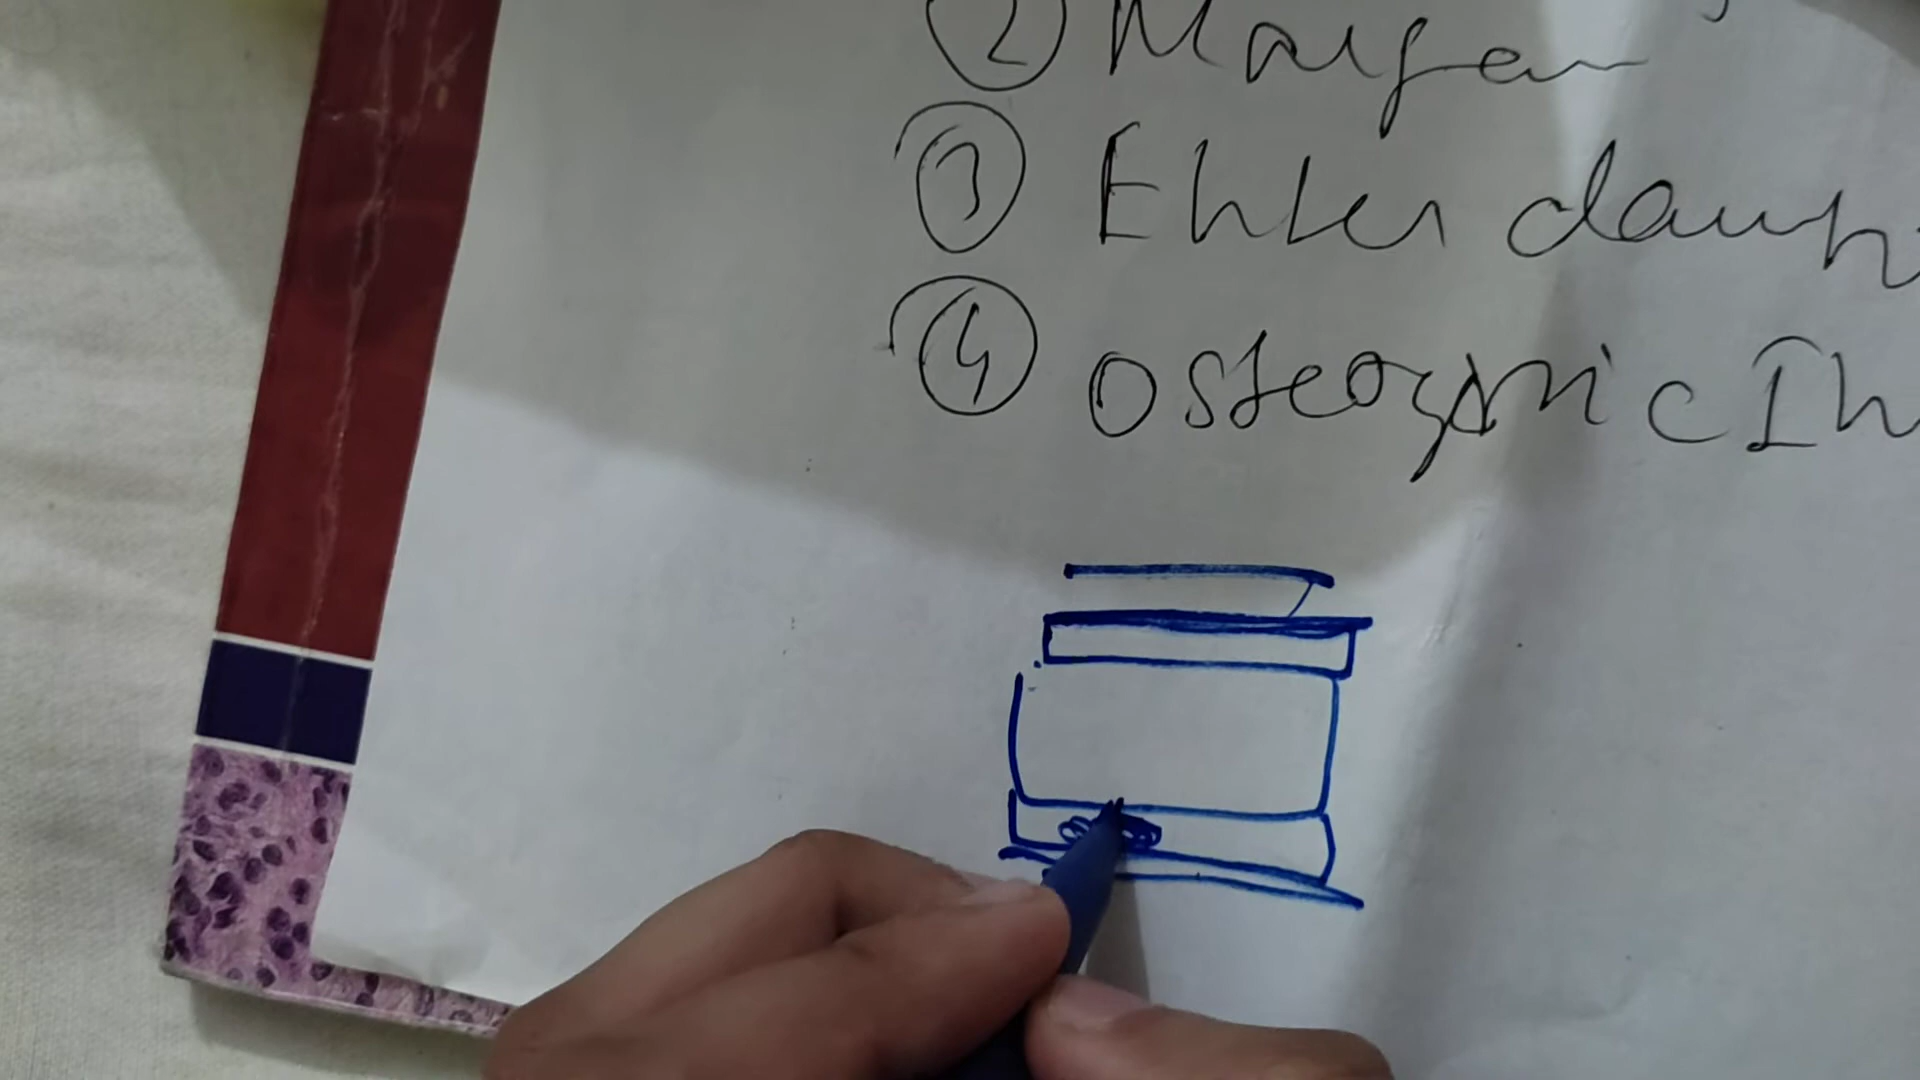 ② Marfan
③ Ehler danh
④ Osteogenic Im